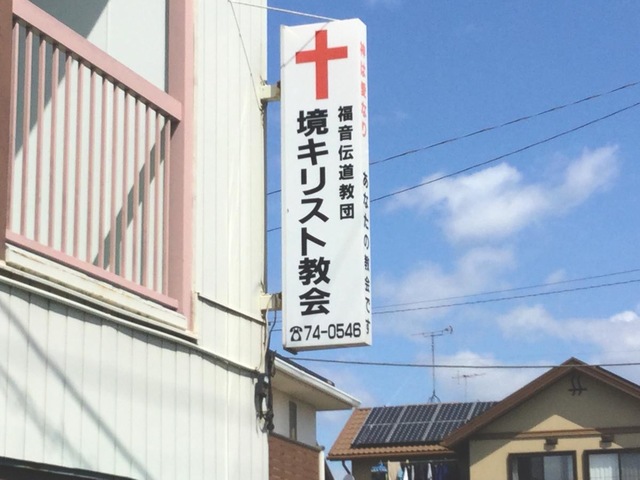 神は愛なり
あなたの教会です
福音伝道教団
境キリスト教会
☎74-0546